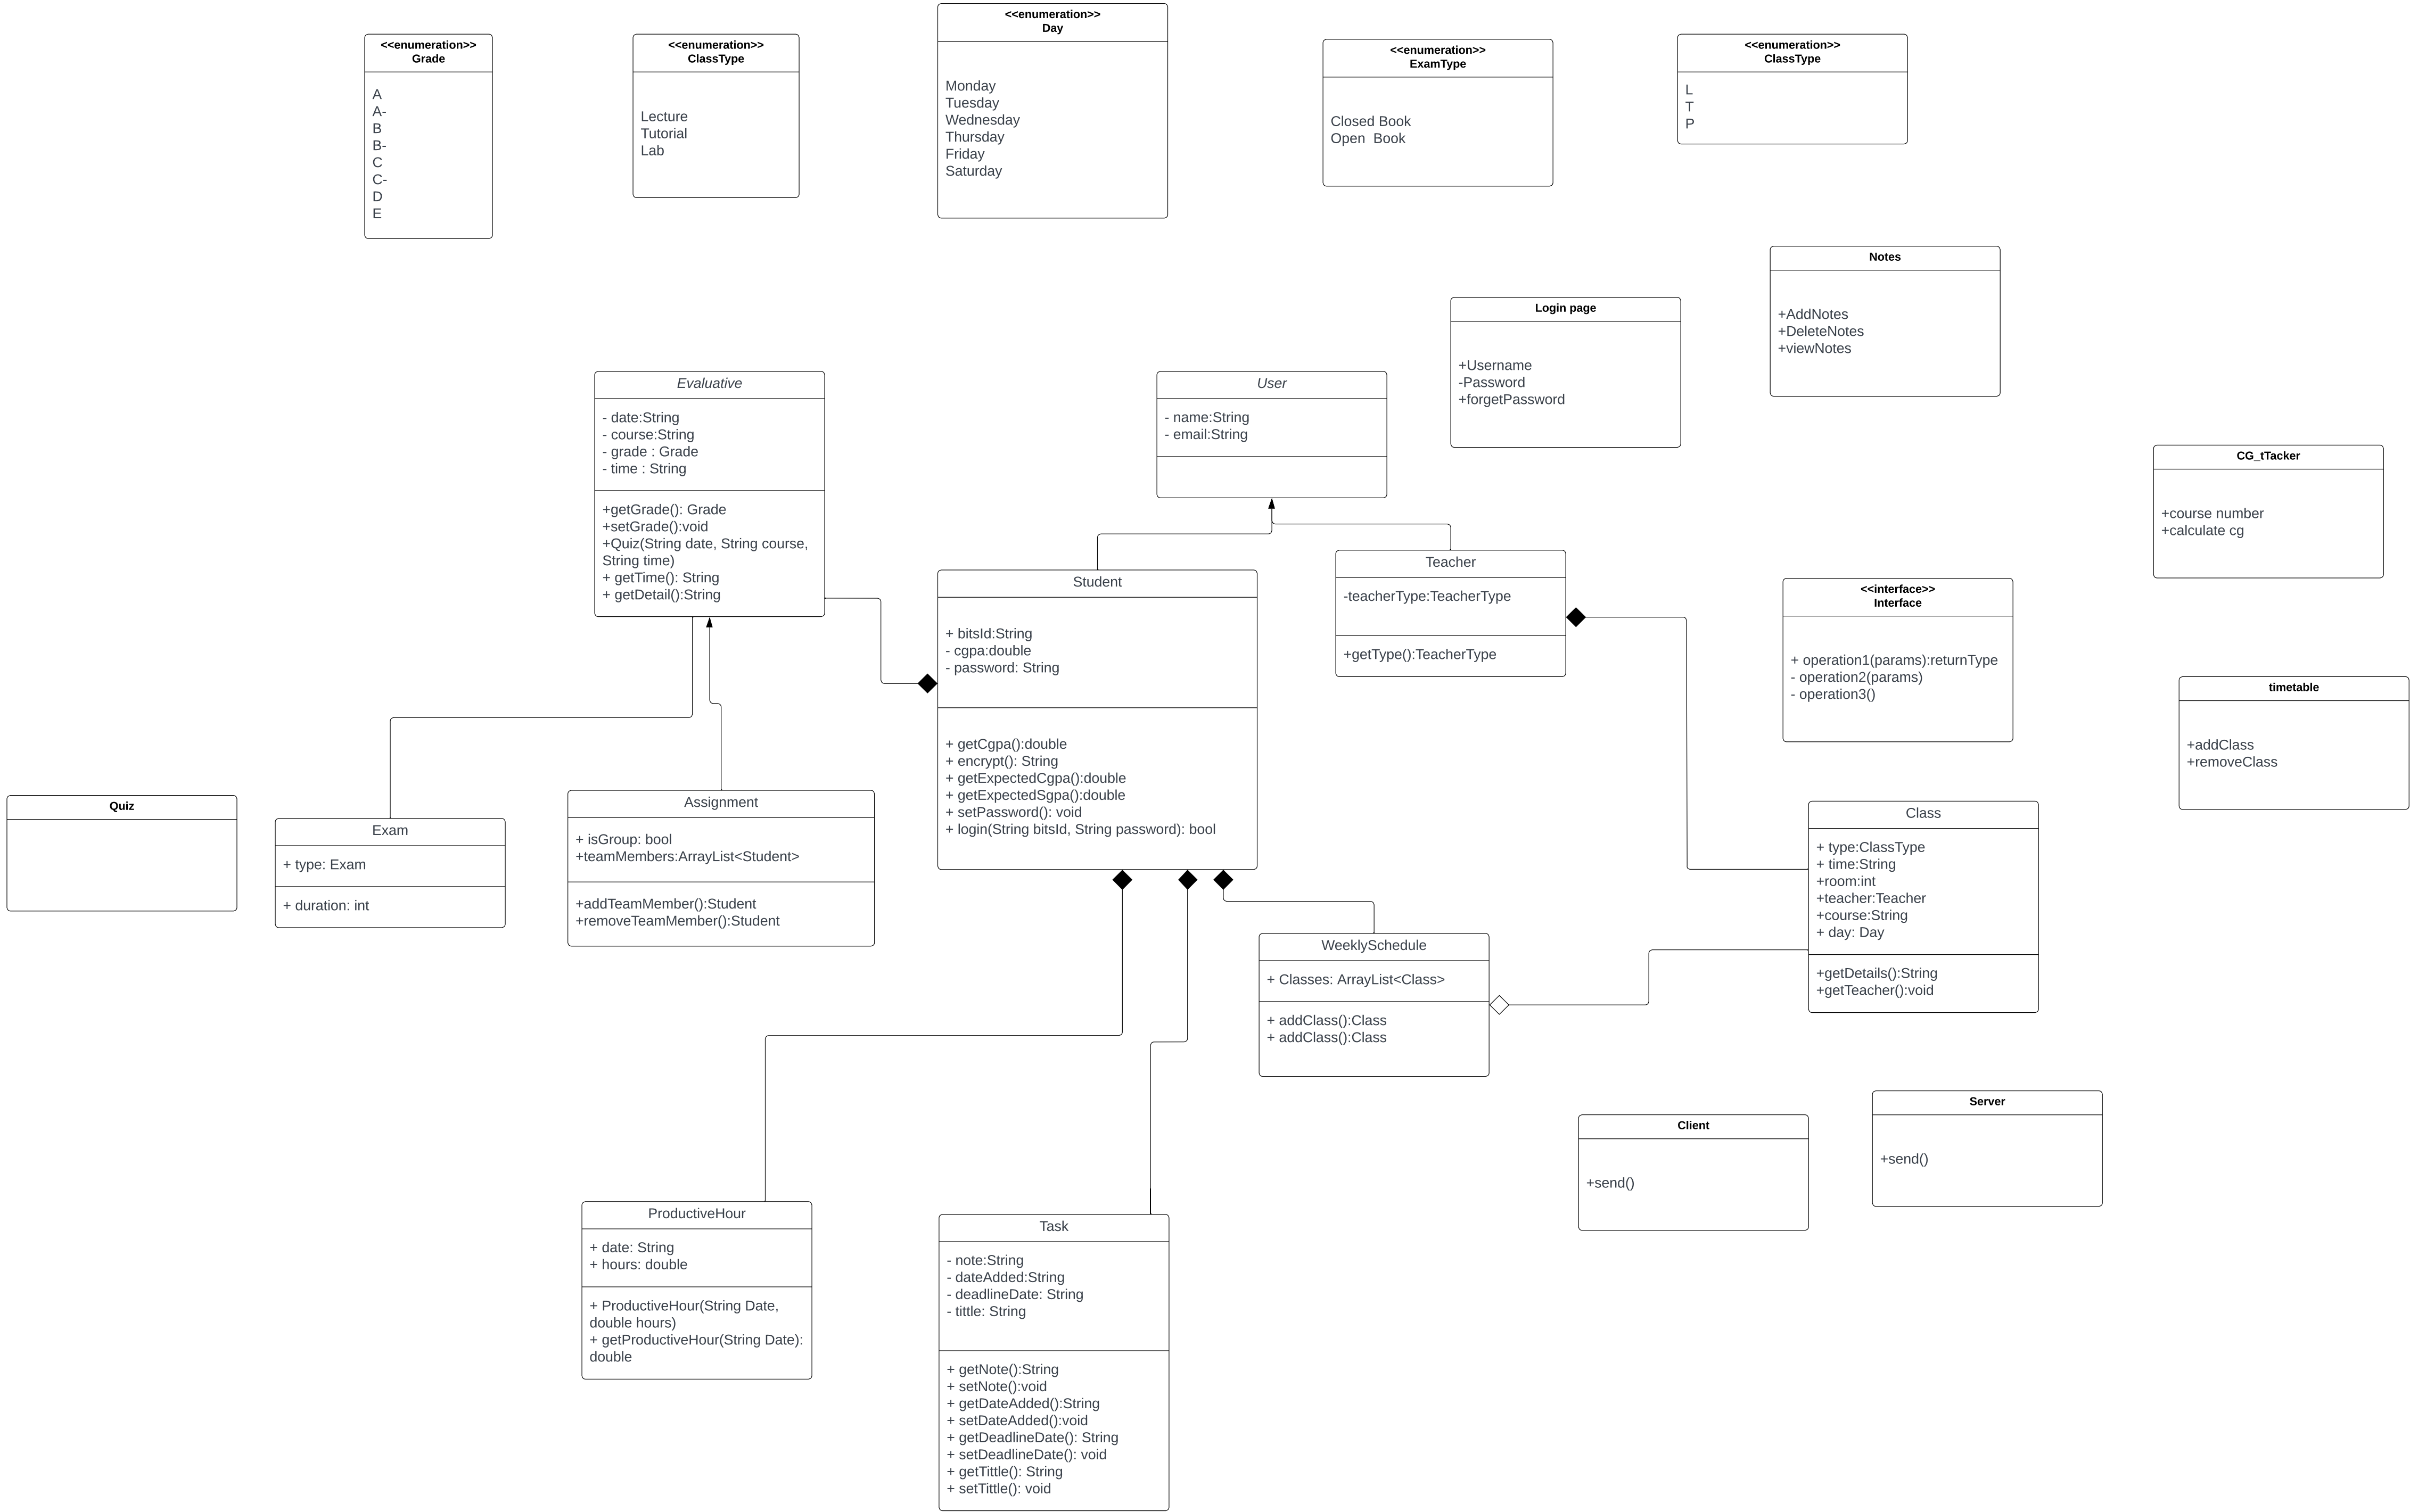 <<enumeration>>
Grade
A
A-
B
B-
C
C-
D
E
<<enumeration>>
ClassType
Lecture
Tutorial
Lab
<<enumeration>>
Day
Monday
Tuesday
Wednesday
Thursday
Friday
Saturday
<<enumeration>>
ExamType
Closed Book
Open  Book
<<enumeration>>
ClassType
L
T
P
Notes
+AddNotes
+DeleteNotes
+viewNotes
Login page
+Username
-Password
+forgetPassword
Evaluative
- date:String
- course:String
- grade : Grade
- time : String
+getGrade(): Grade
+setGrade():void
+Quiz(String date, String course,
String time)
+ getTime(): String
+ getDetail():String
User
- name:String
- email:String
CG_tTacker
+course number
+calculate cg
Student
+ bitsId:String
- cgpa:double
- password: String
+ getCgpa():double
+ encrypt(): String
+ getExpectedCgpa():double
+ getExpectedSgpa():double
+ setPassword(): void
+ login(String bitsId, String password): bool
Teacher
-teacherType:TeacherType
+getType():TeacherType
<<interface>>
Interface
+ operation1(params):returnType
- operation2(params)
- operation3()
timetable
+addClass
+removeClass
Quiz
Exam
+ type: Exam
+ duration: int
Assignment
+ isGroup: bool
+teamMembers:ArrayList<Student>
+addTeamMember():Student
+removeTeamMember():Student
Class
+ type:ClassType
+ time:String
+room:int
+teacher:Teacher
+course:String
+ day: Day
+getDetails():String
+getTeacher():void
WeeklySchedule
+ Classes: ArrayList<Class>
+ addClass():Class
+ addClass():Class
Client
+send()
Server
+send()
ProductiveHour
+ date: String
+ hours: double
+ ProductiveHour(String Date,
double hours)
+ getProductiveHour(String Date):
double
Task
- note:String
- dateAdded:String
- deadlineDate: String
- tittle: String
+ getNote():String
+ setNote():void
+ getDateAdded():String
+ setDateAdded():void
+ getDeadlineDate(): String
+ setDeadlineDate(): void
+ getTittle(): String
+ setTittle(): void